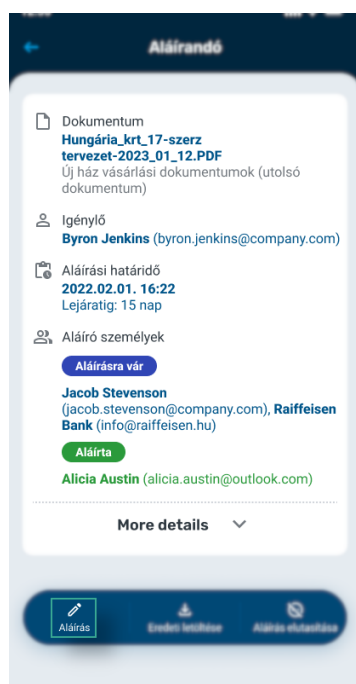 Aláírandó
Dokumentum
Hungária_krt_17-szerz
tervezet-2023_01_12.PDF
Új ház vásárlási dokumentumok (utolsó
dokumentum)
Igénylő
Byron Jenkins (byron.jenkins@company.com)
Aláírási határidő
2022.02.01. 16:22
Lejáratig: 15 nap
Aláíró személyek
Aláírásra vár
Jacob Stevenson
(jacob.stevenson@company.com), Raiffeisen
Bank (info@raiffeisen.hu)
Aláírta
Alicia Austin (alicia.austin@outlook.com)
More details
Aláírás
Eredeti letöltése
Aláírás elutasítása